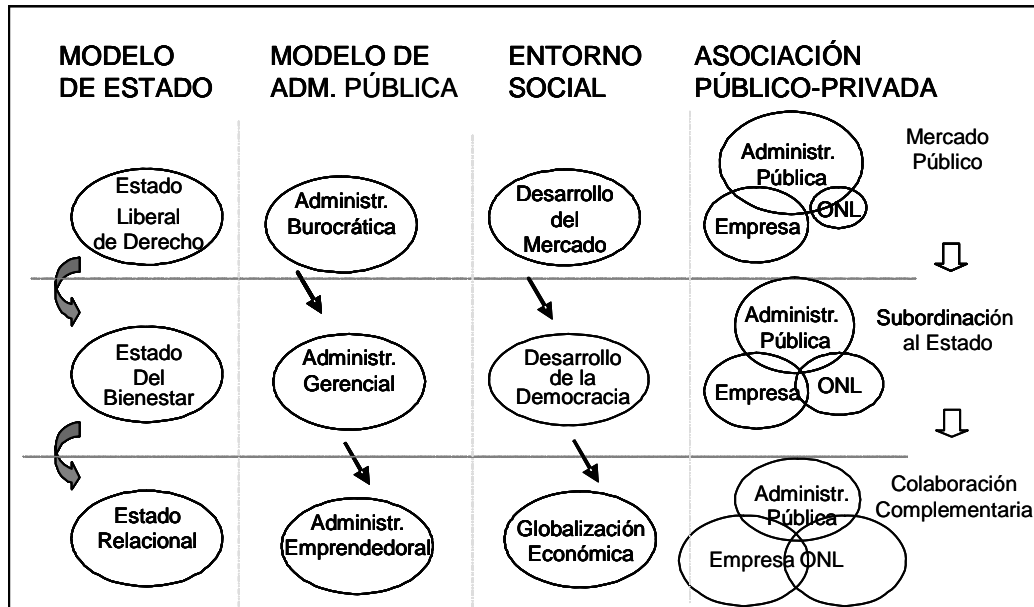 MODELO
DE ESTADO
MODELO DE
ADM. PÚBLICA
ENTORNO
SOCIAL
ASOCIACIÓN
PÚBLICO-PRIVADA
Estado
Liberal
de Derecho
Administr.
Burocrática
Desarrollo
del
Mercado
Administr.
Pública
Empresa
ONL
Mercado
Público
Estado
Del
Bienestar
Administr.
Gerencial
Desarrollo
de la
Democracia
Administr.
Pública
Empresa
ONL
Subordinación
al Estado
Estado
Relacional
Administr.
Emprendedoral
Globalización
Económica
Administr.
Pública
Empresa
ONL
Colaboración
Complementaria